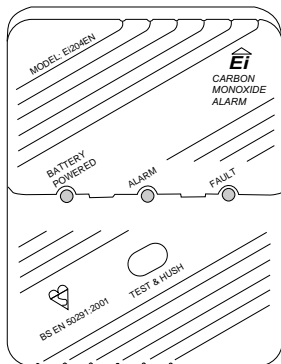 MODEL: Ei204EN
Ei
CARBON
MONOXIDE
ALARM
BATTERY
POWERED
ALARM
FAULT
TEST & HUSH
BS EN 50291:2001